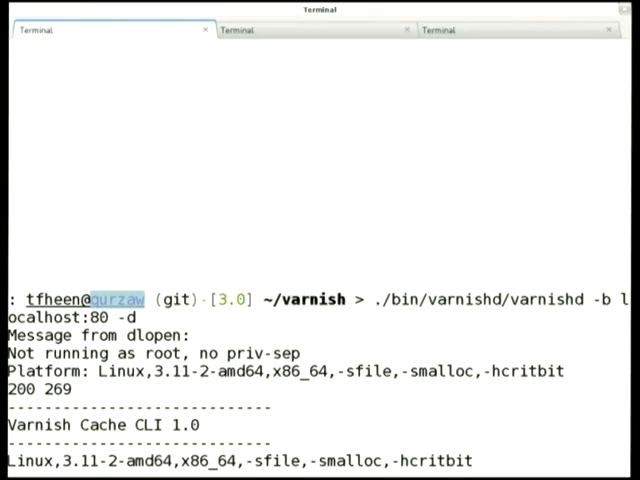 Terminal
Terminal × Terminal × Terminal ×
: tfheen@qurzaw (git)-[3.0] ~/varnish > ./bin/varnishd/varnishd -b l
ocalhost:80 -d
Message from dlopen:
Not running as root, no priv-sep
Platform: Linux,3.11-2-amd64,x86_64,-sfile,-smalloc,-hcritbit
200 269
-----------------------------
Varnish Cache CLI 1.0
-----------------------------
Linux,3.11-2-amd64,x86_64,-sfile,-smalloc,-hcritbit